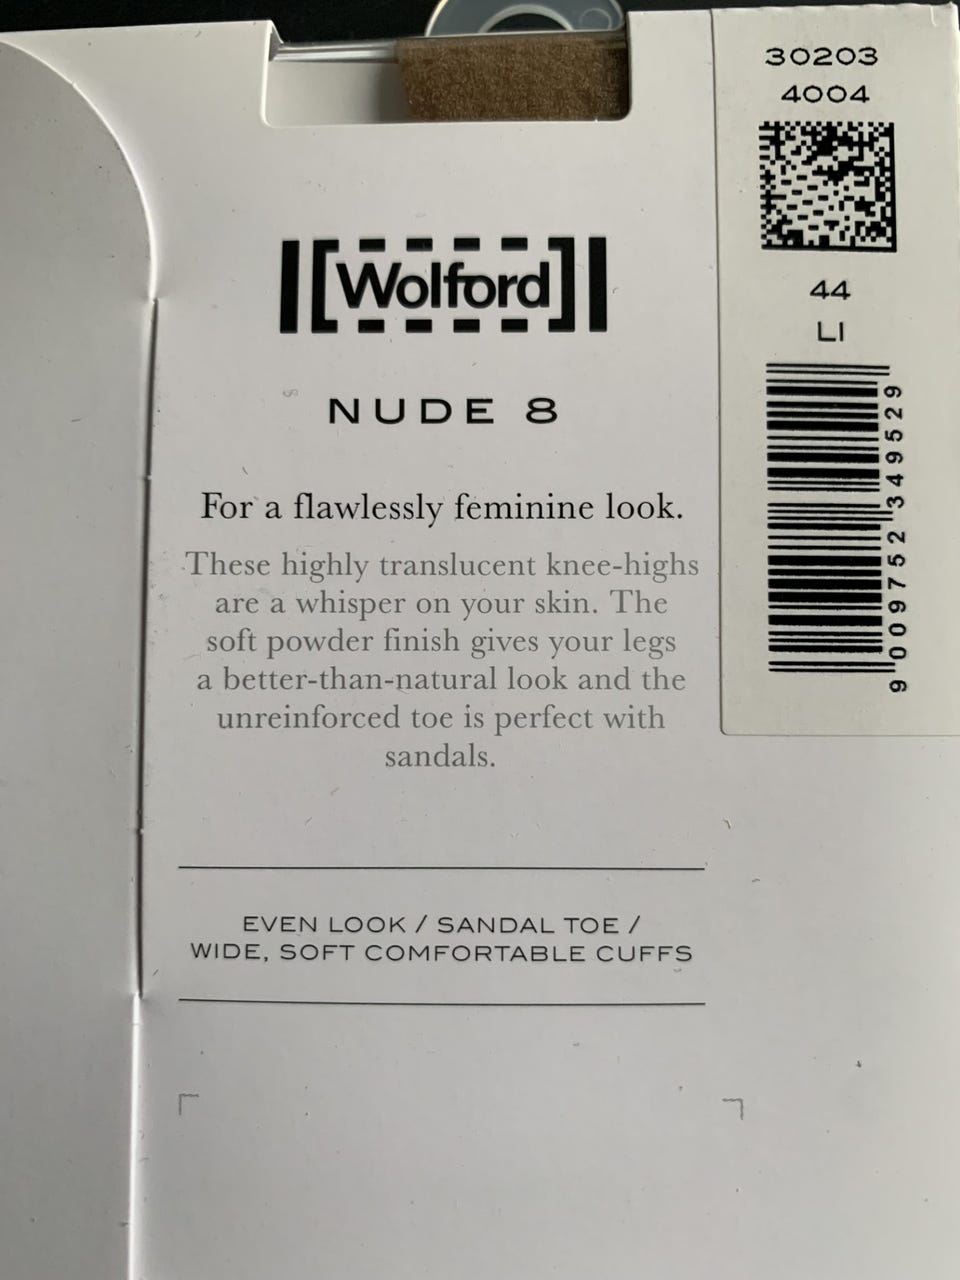 30203
4004
44
LI
9 009752 349529
Wolford
NUDE 8
For a flawlessly feminine look.
These highly translucent knee-highs
are a whisper on your skin. The
soft powder finish gives your legs
a better-than-natural look and the
unreinforced toe is perfect with
sandals.
EVEN LOOK / SANDAL TOE /
WIDE, SOFT COMFORTABLE CUFFS